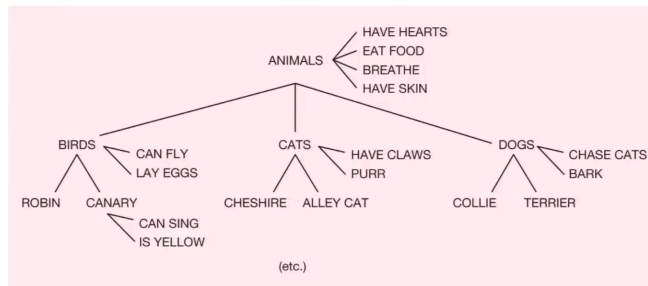 HAVE HEARTS
EAT FOOD
ANIMALS
BREATHE
HAVE SKIN
BIRDS
CAN FLY
LAY EGGS
CATS
HAVE CLAWS
PURR
DOGS
CHASE CATS
BARK
ROBIN
CANARY
CHESHIRE
ALLEY CAT
COLLIE
TERRIER
CAN SING
IS YELLOW
(etc.)